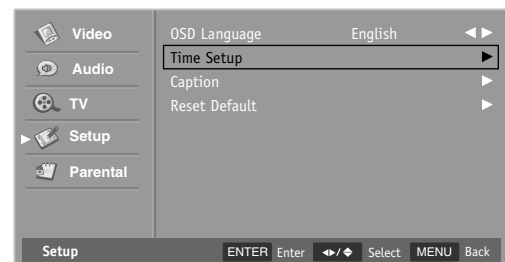 Video
Audio
TV
Setup
Parental
OSD Language English
Time Setup
Caption
Reset Default
Setup ENTER Enter / Select MENU Back